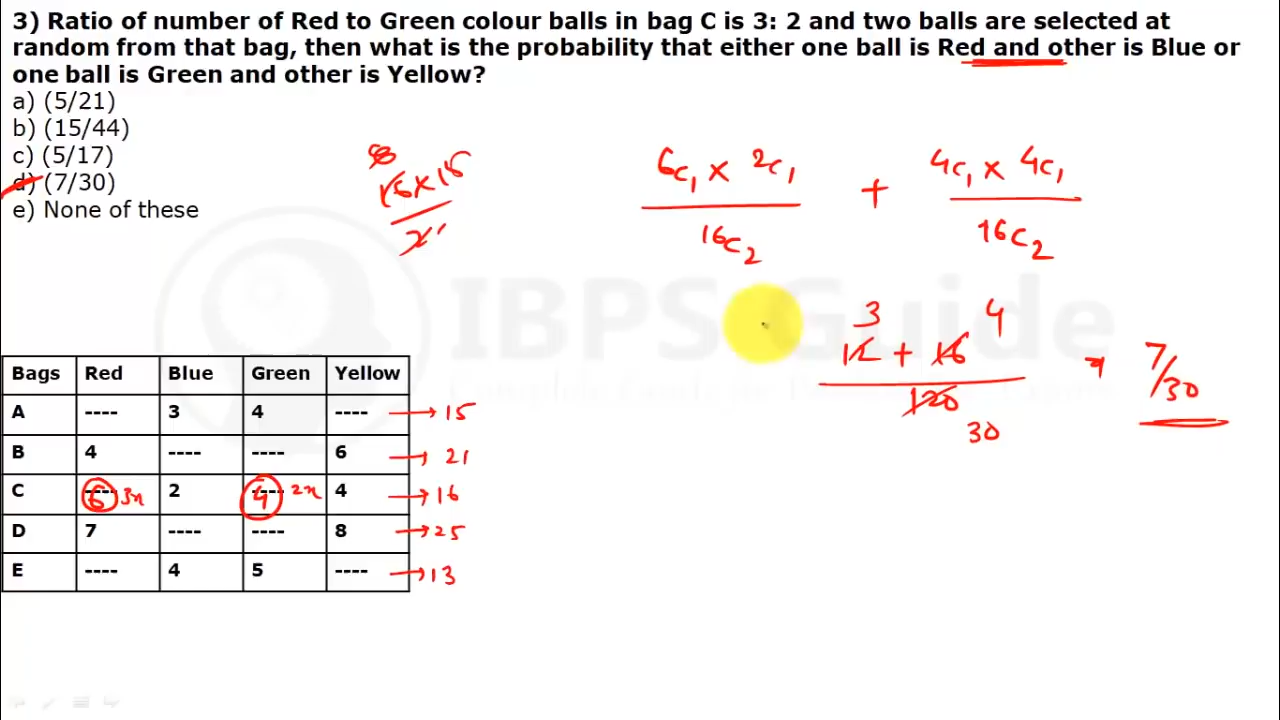 3) Ratio of number of Red to Green colour balls in bag C is 3: 2 and two balls are selected at
random from that bag, then what is the probability that either one ball is Red and other is Blue or
one ball is Green and other is Yellow?
a) (5/21)
b) (15/44)
c) (5/17)
d) (7/30)
e) None of these
8
16 x 15
2
6c₁ x 2c₁
16c₂
+
4c₁ x 4c₁
16c₂
3 4
12 + 16
120
30
7/30
IBPS Guide
Bags Red Blue Green Yellow
A ---- 3 4 ---- → 15
B 4 ---- ---- 6 → 21
C ---- 6 3x 2 ---- 4 2x 4 → 16
D 7 ---- ---- 8 → 25
E ---- 4 5 ---- → 13